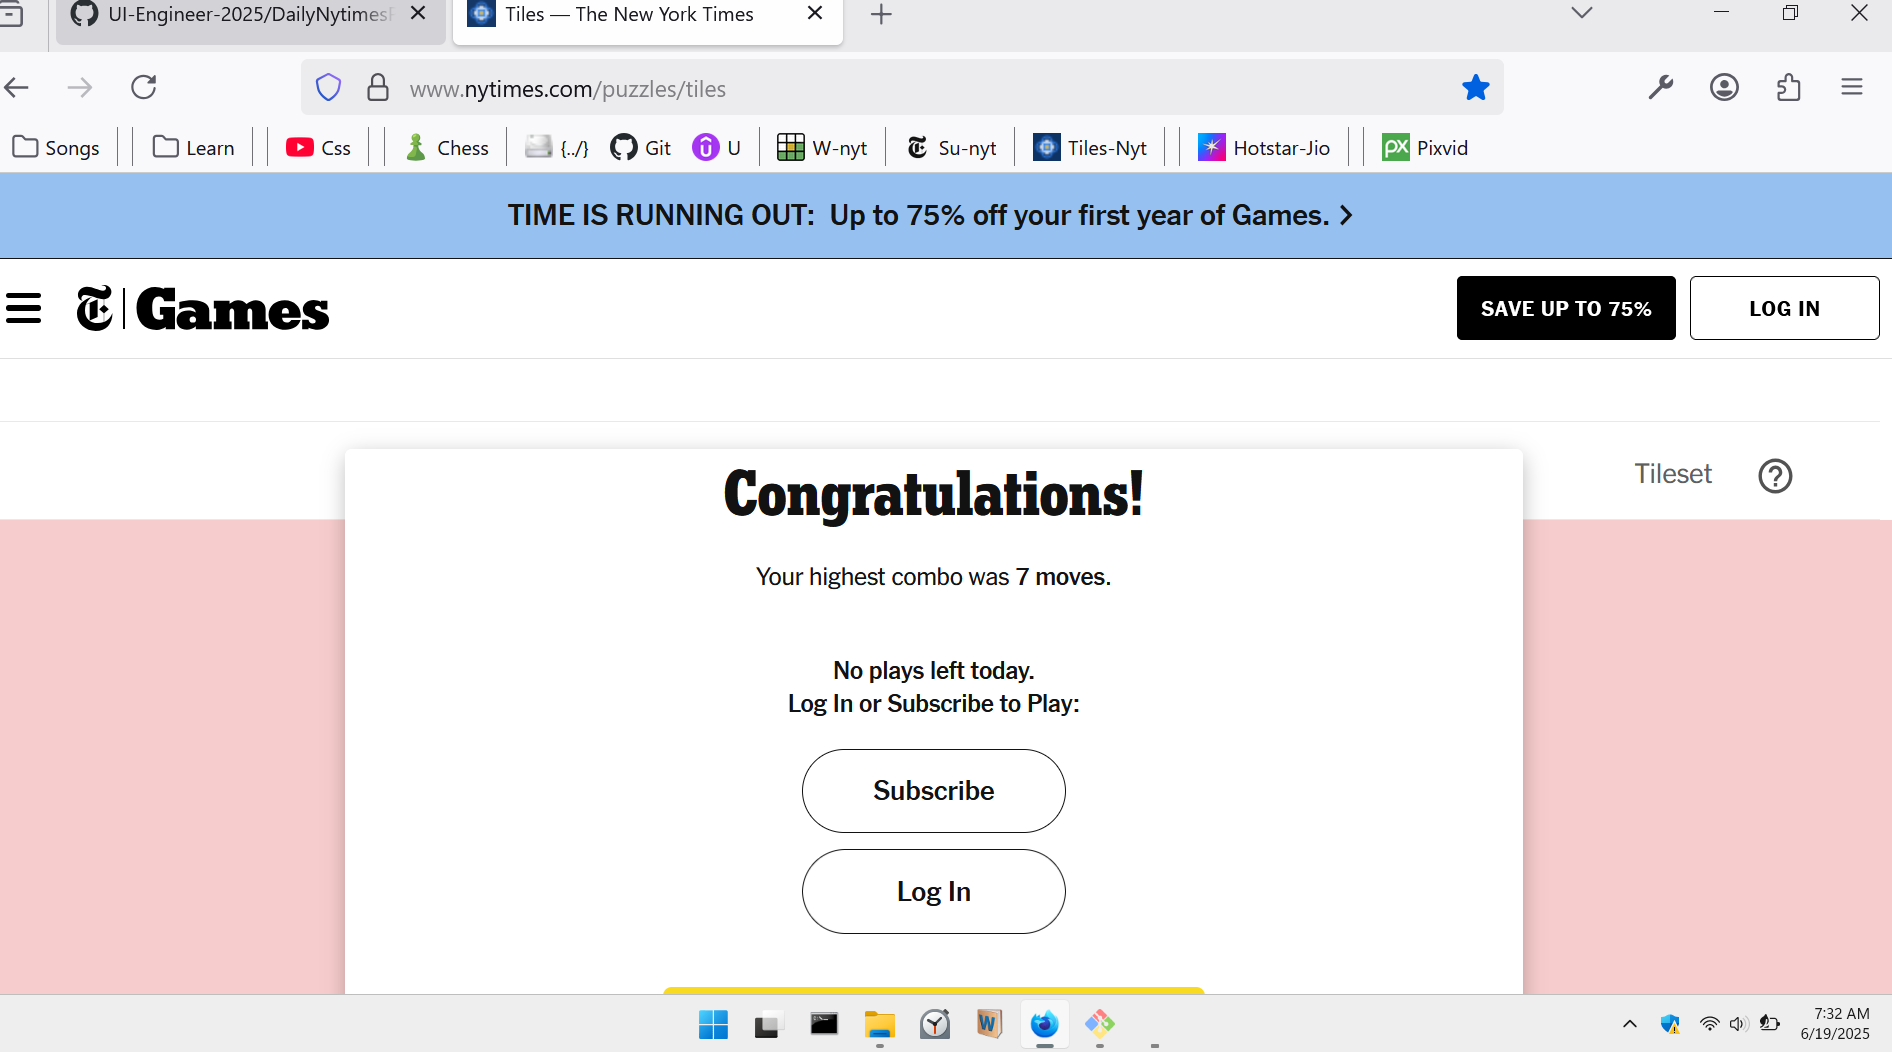 UI-Engineer-2025/DailyNytimes
Tiles — The New York Times
www.nytimes.com/puzzles/tiles
Songs Learn Css Chess {../} Git U W-nyt Su-nyt Tiles-Nyt Hotstar-Jio PX Pixvid
TIME IS RUNNING OUT: Up to 75% off your first year of Games.
T Games
SAVE UP TO 75%
LOG IN
Tileset
Congratulations!
Your highest combo was 7 moves.
No plays left today.
Log In or Subscribe to Play:
Subscribe
Log In
7:32 AM
6/19/2025